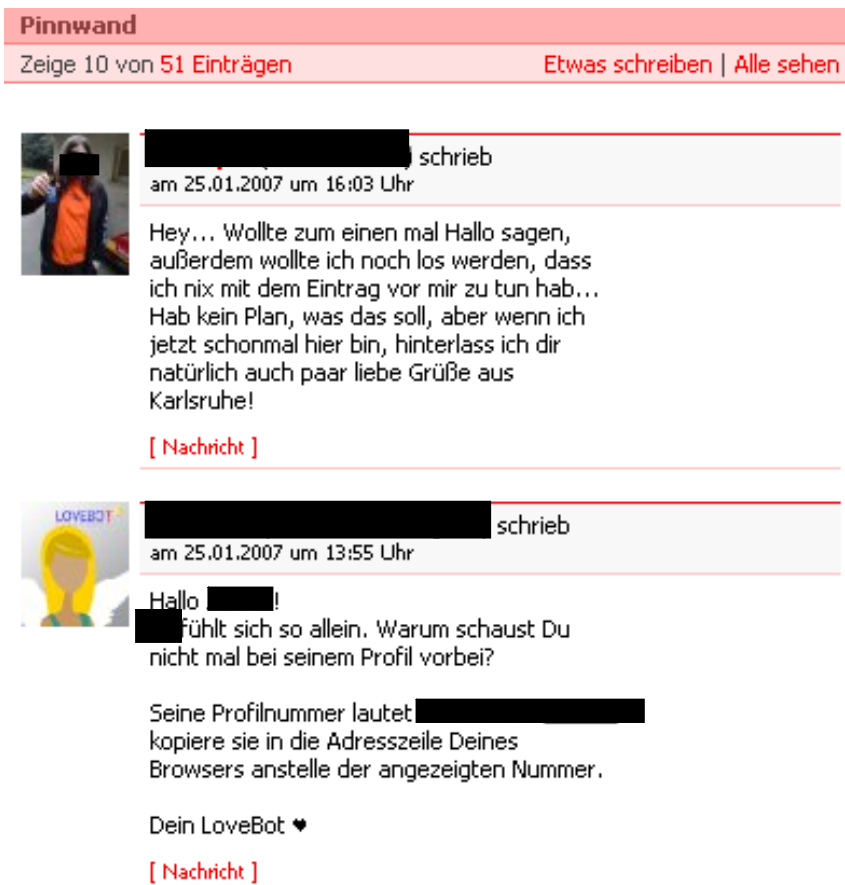 Pinnwand
Zeige 10 von 51 Einträgen Etwas schreiben | Alle sehen
schrieb
am 25.01.2007 um 16:03 Uhr
Hey... Wollte zum einen mal Hallo sagen,
außerdem wollte ich noch los werden, dass
ich nix mit dem Eintrag vor mir zu tun hab...
Hab kein Plan, was das soll, aber wenn ich
jetzt schonmal hier bin, hinterlass ich dir
natürlich auch paar liebe Grüße aus
Karlsruhe!
[ Nachricht ]
LOVEBOT
schrieb
am 25.01.2007 um 13:55 Uhr
Hallo !
fühlt sich so allein. Warum schaust Du
nicht mal bei seinem Profil vorbei?
Seine Profilnummer lautet
kopiere sie in die Adresszeile Deines
Browsers anstelle der angezeigten Nummer.
Dein LoveBot ♥
[ Nachricht ]